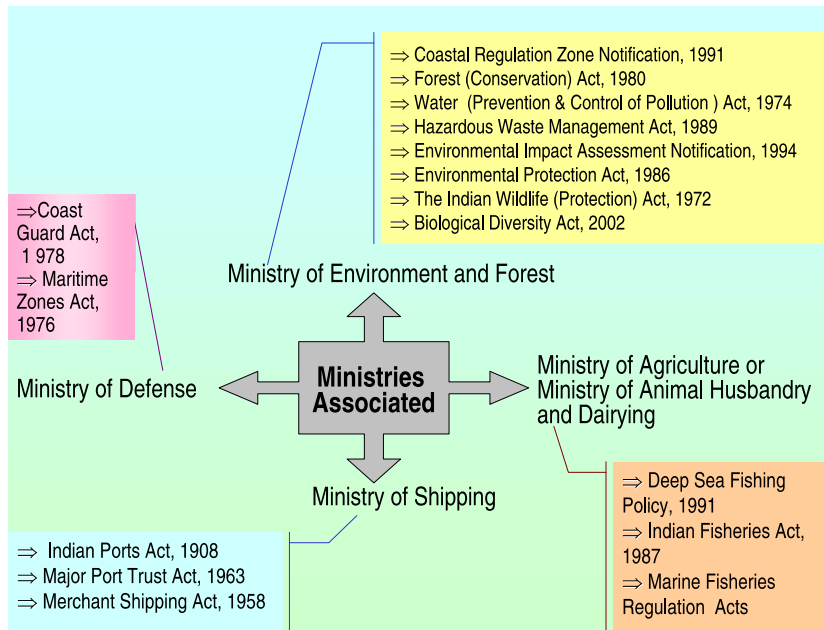 ⇒ Coastal Regulation Zone Notification, 1991
⇒ Forest (Conservation) Act, 1980
⇒ Water (Prevention & Control of Pollution ) Act, 1974
⇒ Hazardous Waste Management Act, 1989
⇒ Environmental Impact Assessment Notification, 1994
⇒ Environmental Protection Act, 1986
⇒ The Indian Wildlife (Protection) Act, 1972
⇒ Biological Diversity Act, 2002
⇒Coast
Guard Act,
1 978
⇒ Maritime
Zones Act,
1976
Ministry of Environment and Forest
Ministry of Defense
Ministries
Associated
Ministry of Agriculture or
Ministry of Animal Husbandry
and Dairying
Ministry of Shipping
⇒ Deep Sea Fishing
Policy, 1991
⇒ Indian Fisheries Act,
1987
⇒ Marine Fisheries
Regulation Acts
⇒ Indian Ports Act, 1908
⇒ Major Port Trust Act, 1963
⇒ Merchant Shipping Act, 1958